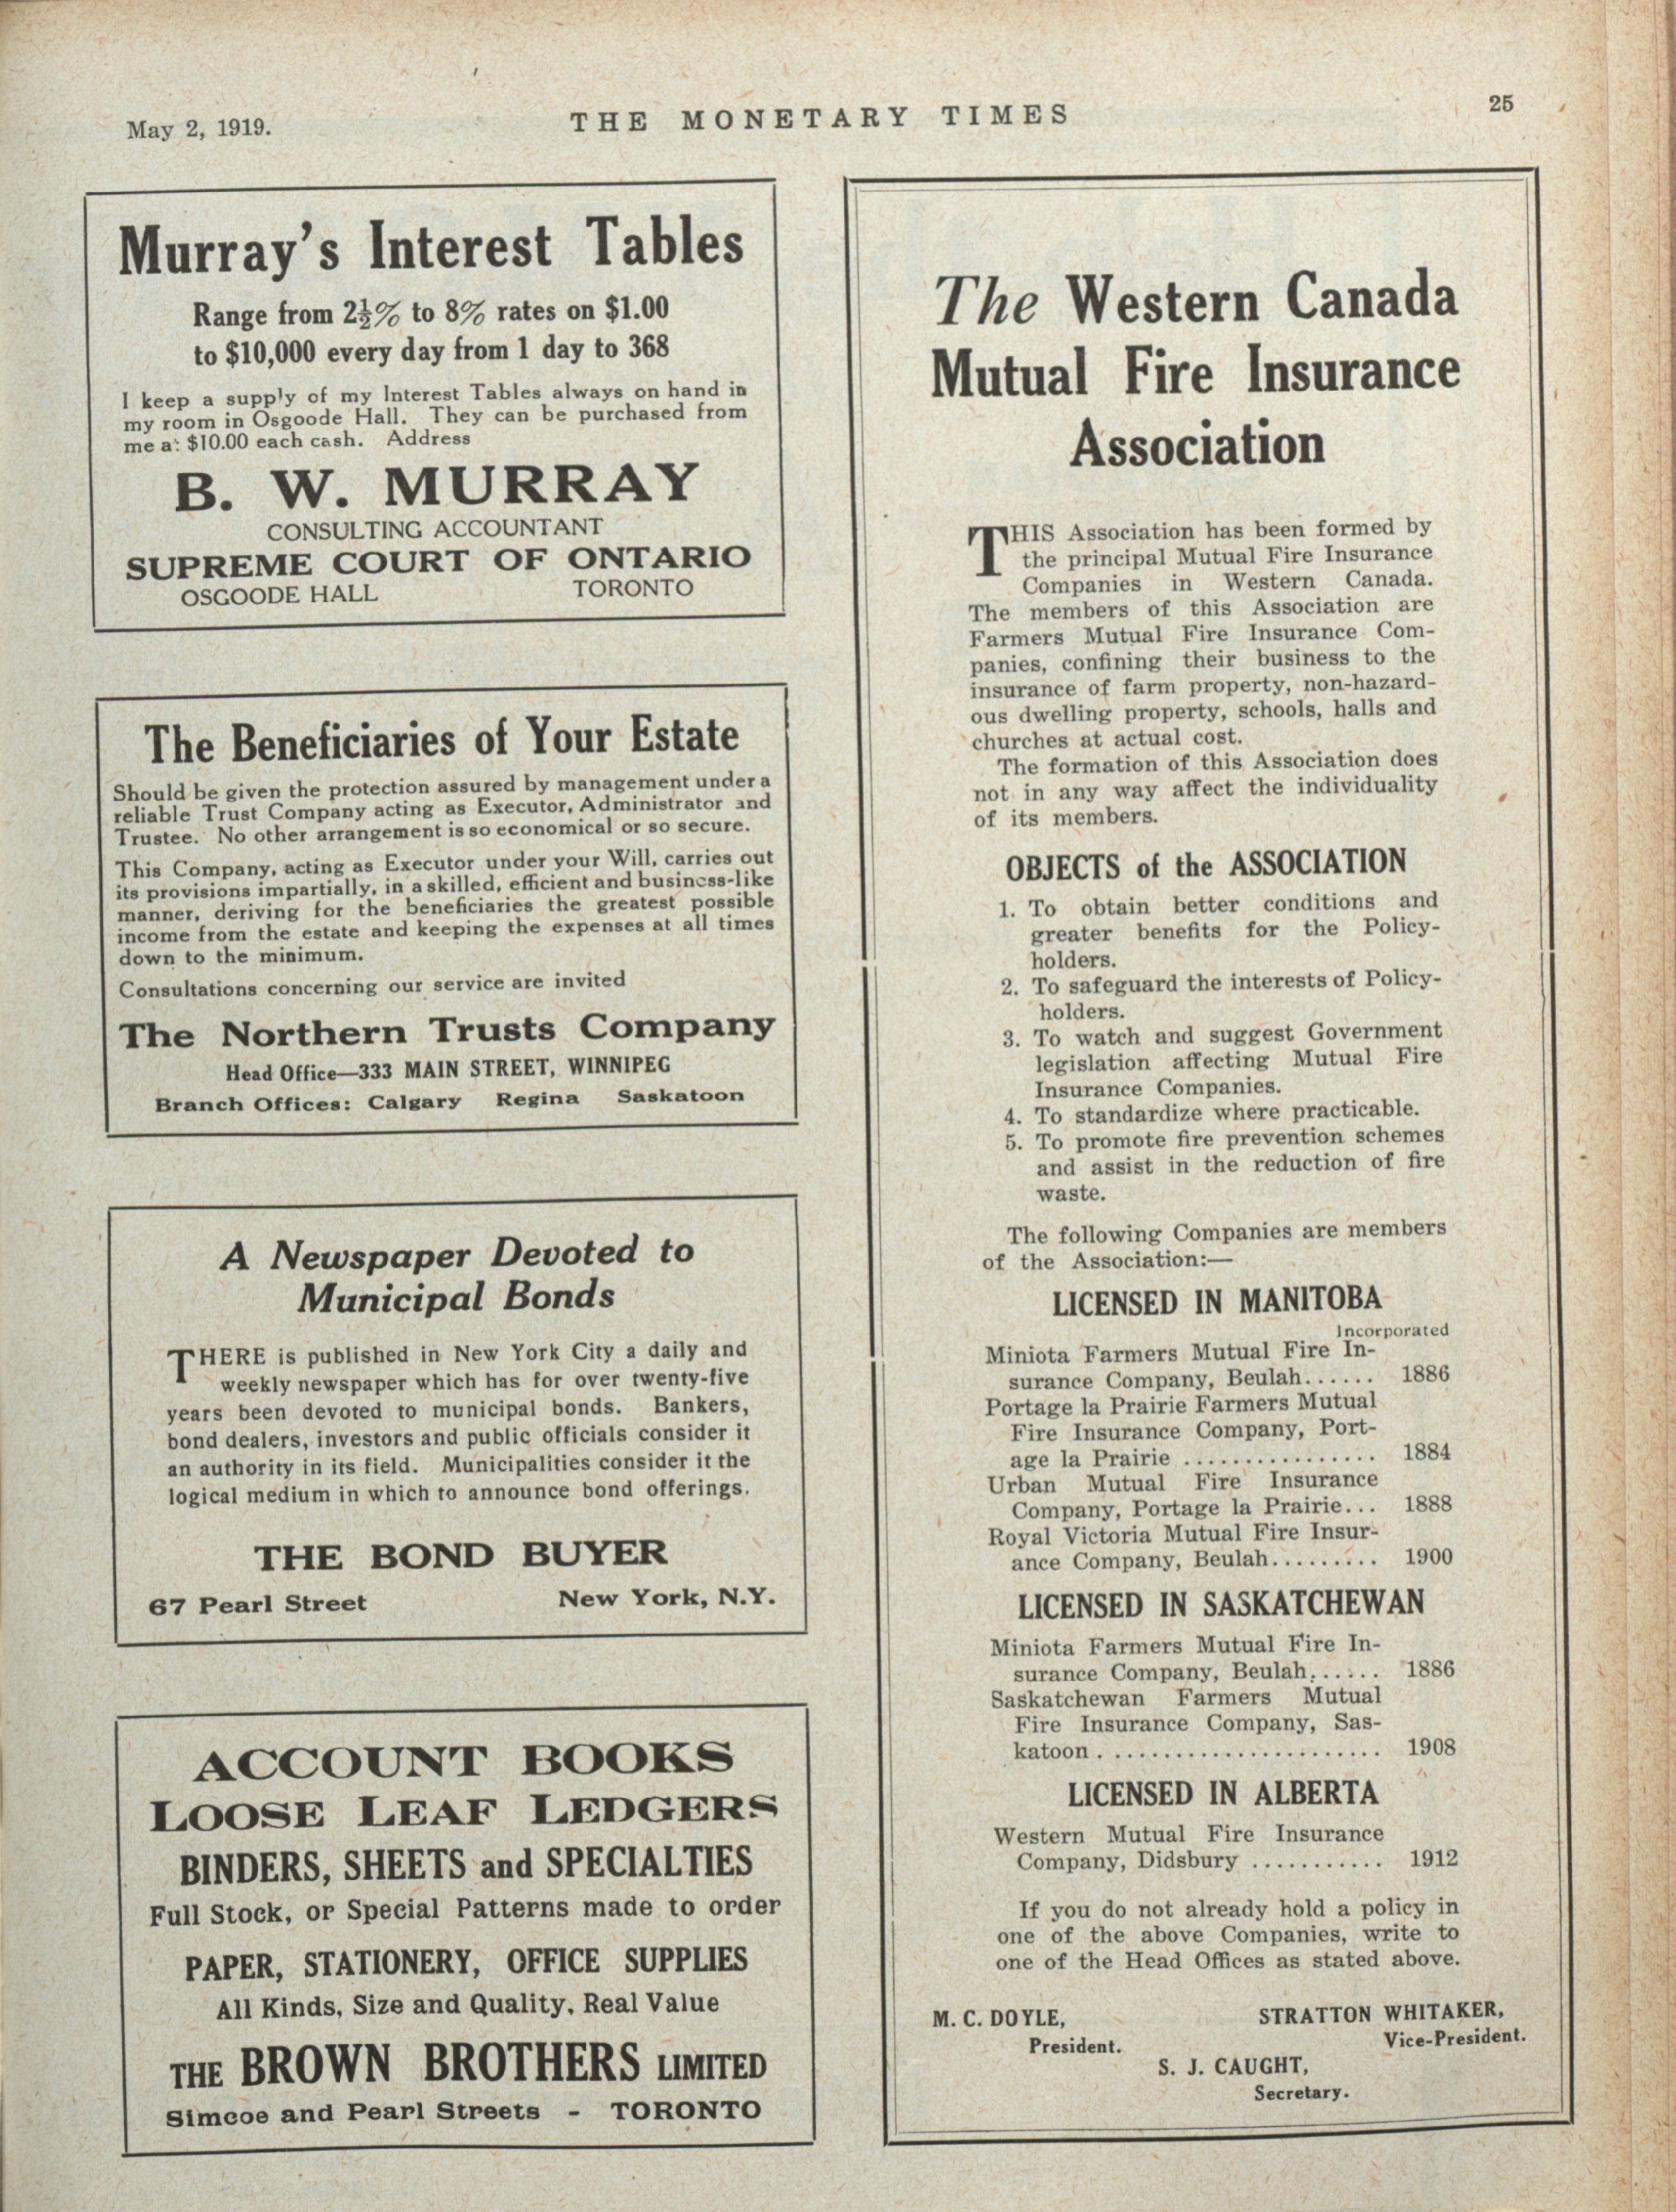 May 2, 1919.
THE MONETARY TIMES
25
Murray's Interest Tables
Range from 2½% to 8% rates on $1.00
to $10,000 every day from 1 day to 368
I keep a supply of my Interest Tables always on hand in
my room in Osgoode Hall. They can be purchased from
me a: $10.00 each cash. Address
B. W. MURRAY
CONSULTING ACCOUNTANT
SUPREME COURT OF ONTARIO
OSGOODE HALL TORONTO
The Beneficiaries of Your Estate
Should be given the protection assured by management under a
reliable Trust Company acting as Executor, Administrator and
Trustee. No other arrangement is so economical or so secure.
This Company, acting as Executor under your Will, carries out
its provisions impartially, in a skilled, efficient and business-like
manner, deriving for the beneficiaries the greatest possible
income from the estate and keeping the expenses at all times
down to the minimum.
Consultations concerning our service are invited
The Northern Trusts Company
Head Office—333 MAIN STREET, WINNIPEG
Branch Offices: Calgary Regina Saskatoon
A Newspaper Devoted to
Municipal Bonds
THERE is published in New York City a daily and
weekly newspaper which has for over twenty-five
years been devoted to municipal bonds. Bankers,
bond dealers, investors and public officials consider it
an authority in its field. Municipalities consider it the
logical medium in which to announce bond offerings.
THE BOND BUYER
67 Pearl Street New York, N.Y.
ACCOUNT BOOKS
LOOSE LEAF LEDGERS
BINDERS, SHEETS and SPECIALTIES
Full Stock, or Special Patterns made to order
PAPER, STATIONERY, OFFICE SUPPLIES
All Kinds, Size and Quality, Real Value
THE BROWN BROTHERS LIMITED
Simcoe and Pearl Streets - TORONTO
The Western Canada
Mutual Fire Insurance
Association
THIS Association has been formed by
the principal Mutual Fire Insurance
Companies in Western Canada.
The members of this Association are
Farmers Mutual Fire Insurance Com-
panies, confining their business to the
insurance of farm property, non-hazard-
ous dwelling property, schools, halls and
churches at actual cost.
The formation of this Association does
not in any way affect the individuality
of its members.
OBJECTS of the ASSOCIATION
1. To obtain better conditions and
greater benefits for the Policy-
holders.
2. To safeguard the interests of Policy-
holders.
3. To watch and suggest Government
legislation affecting Mutual Fire
Insurance Companies.
4. To standardize where practicable.
5. To promote fire prevention schemes
and assist in the reduction of fire
waste.
The following Companies are members
of the Association:—
LICENSED IN MANITOBA
Incorporated
Miniota Farmers Mutual Fire In-
surance Company, Beulah...... 1886
Portage la Prairie Farmers Mutual
Fire Insurance Company, Port-
age la Prairie ................ 1884
Urban Mutual Fire Insurance
Company, Portage la Prairie... 1888
Royal Victoria Mutual Fire Insur-
ance Company, Beulah......... 1900
LICENSED IN SASKATCHEWAN
Miniota Farmers Mutual Fire In-
surance Company, Beulah...... 1886
Saskatchewan Farmers Mutual
Fire Insurance Company, Sas-
katoon....................... 1908
LICENSED IN ALBERTA
Western Mutual Fire Insurance
Company, Didsbury ........... 1912
If you do not already hold a policy in
one of the above Companies, write to
one of the Head Offices as stated above.
M. C. DOYLE, STRATTON WHITAKER,
President. Vice-President.
S. J. CAUGHT,
Secretary.